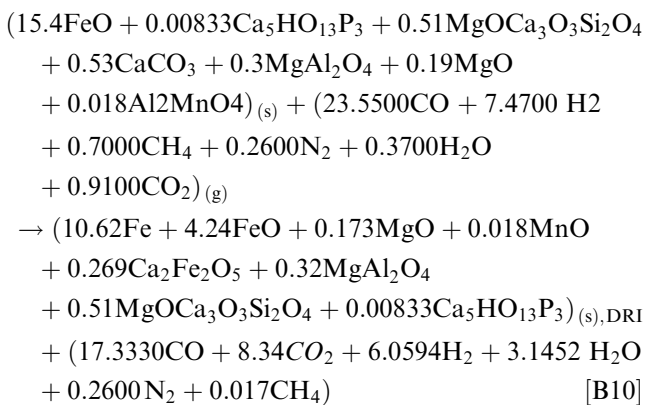 (15.4FeO + 0.00833Ca₅HO₁₃P₃ + 0.51MgOCa₃O₃Si₂O₄
+ 0.53CaCO₃ + 0.3MgAl₂O₄ + 0.19MgO
+ 0.018Al2MnO4)₍ₛ₎ + (23.5500CO + 7.4700 H2
+ 0.7000CH₄ + 0.2600N₂ + 0.3700H₂O
+ 0.9100CO₂)₍g₎
→ (10.62Fe + 4.24FeO + 0.173MgO + 0.018MnO
+ 0.269Ca₂Fe₂O₅ + 0.32MgAl₂O₄
+ 0.51MgOCa₃O₃Si₂O₄ + 0.00833Ca₅HO₁₃P₃)₍ₛ₎,DRI
+ (17.3330CO + 8.34CO₂ + 6.0594H₂ + 3.1452 H₂O
+ 0.2600 N₂ + 0.017CH₄) [B10]